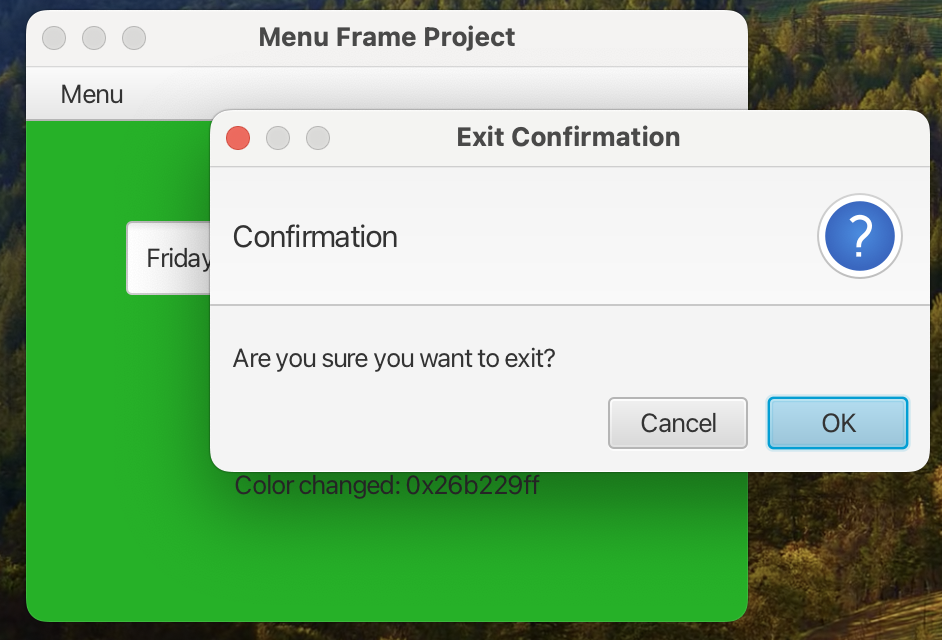 Menu Frame Project
Menu
Exit Confirmation
Confirmation
?
Friday
Are you sure you want to exit?
Cancel
OK
Color changed: 0x26b229ff